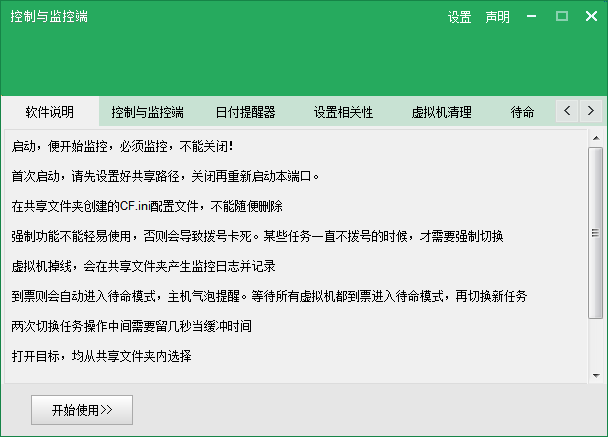 控制与监控端
设置 声明
软件说明 控制与监控端 日付提醒器 设置相关性 虚拟机清理 待命
启动，便开始监控，必须监控，不能关闭！
首次启动，请先设置好共享路径，关闭再重新启动本端口。
在共享文件夹创建的CF.ini配置文件，不能随便删除
强制功能不能轻易使用，否则会导致拨号卡死。某些任务一直不拨号的时候，才需要强制切换
虚拟机掉线，会在共享文件夹产生监控日志并记录
到票则会自动进入待命模式，主机气泡提醒。等待所有虚拟机都到票进入待命模式，再切换新任务
两次切换任务操作中间需要留几秒当缓冲时间
打开目标，均从共享文件夹内选择
开始使用>>